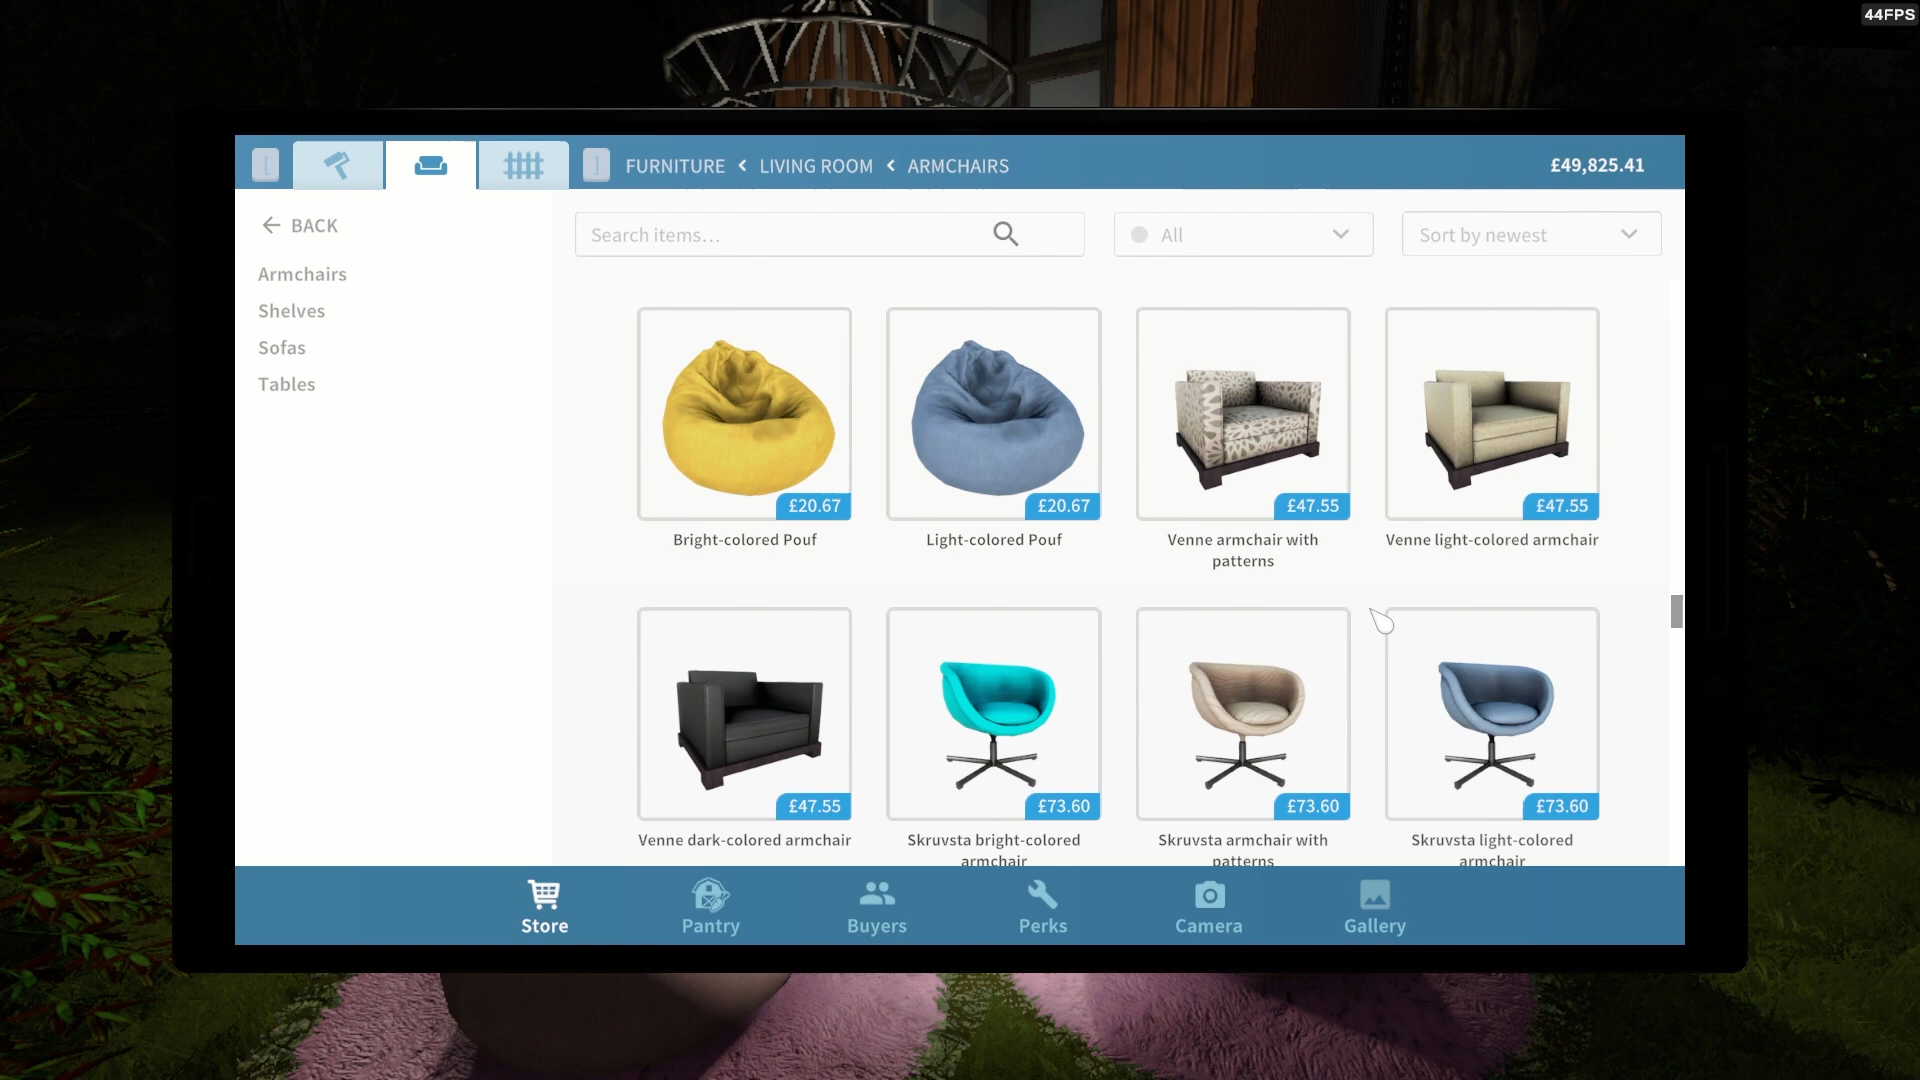 44FPS
[
]
FURNITURE < LIVING ROOM < ARMCHAIRS
£49,825.41
BACK
Armchairs
Shelves
Sofas
Tables
Search items...
All
Sort by newest
£20.67
£20.67
£47.55
£47.55
Bright-colored Pouf
Light-colored Pouf
Venne armchair with
patterns
Venne light-colored armchair
£47.55
£73.60
£73.60
£73.60
Venne dark-colored armchair
Skruvsta bright-colored
armchair
Skruvsta armchair with
patterns
Skruvsta light-colored
armchair
Store
Pantry
Buyers
Perks
Camera
Gallery